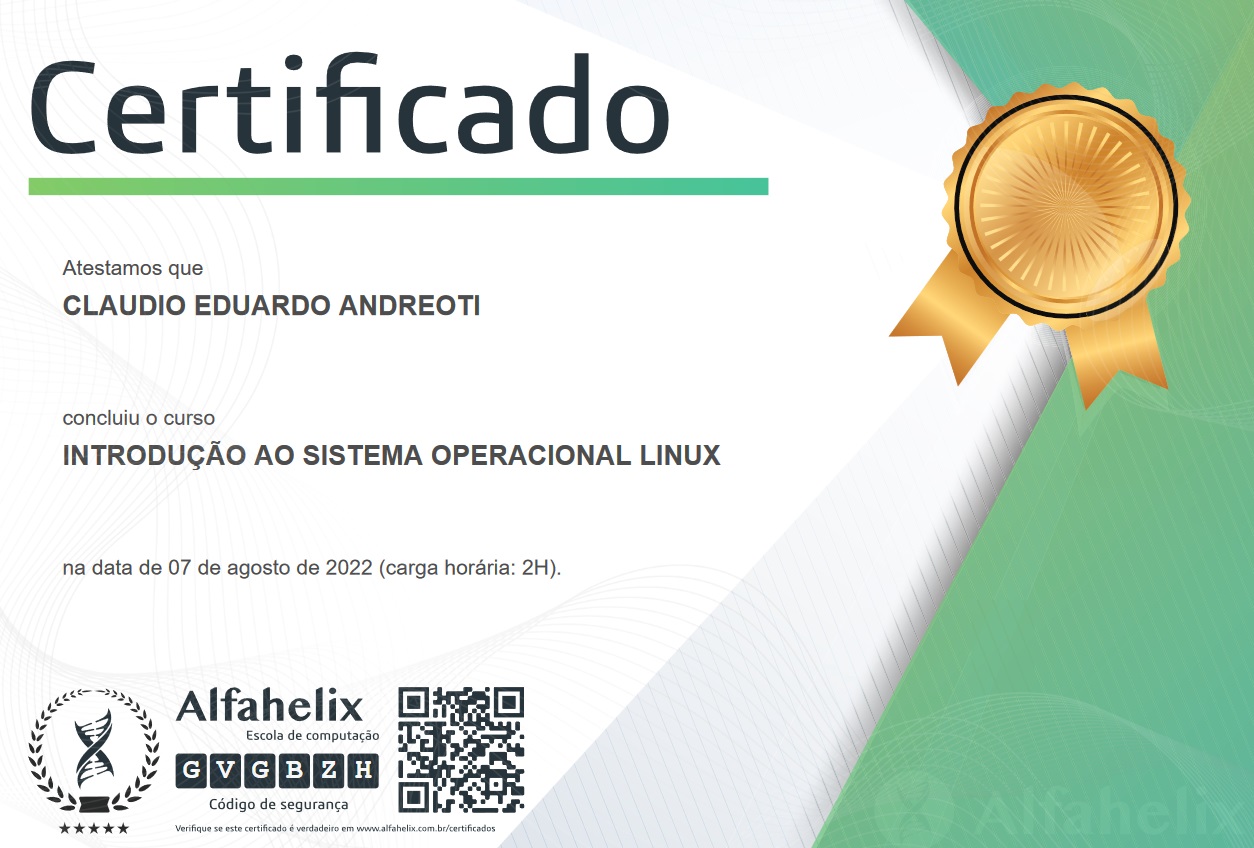 Certificado
Atestamos que
CLAUDIO EDUARDO ANDREOTI
concluiu o curso
INTRODUÇÃO AO SISTEMA OPERACIONAL LINUX
na data de 07 de agosto de 2022 (carga horária: 2H).
Alfahelix
Escola de computação
GVGBZH
Código de segurança
Verifique se este certificado é verdadeiro em www.alfahelix.com.br/certificados
Alfahelix